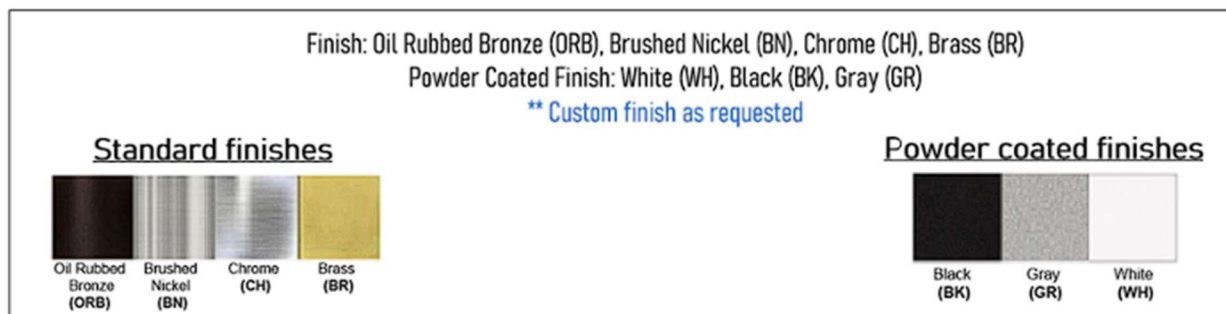 Finish: Oil Rubbed Bronze (ORB), Brushed Nickel (BN), Chrome (CH), Brass (BR)
Powder Coated Finish: White (WH), Black (BK), Gray (GR)
** Custom finish as requested
Standard finishes
Oil Rubbed
Bronze
(ORB)
Brushed
Nickel
(BN)
Chrome
(CH)
Brass
(BR)
Powder coated finishes
Black
(BK)
Gray
(GR)
White
(WH)